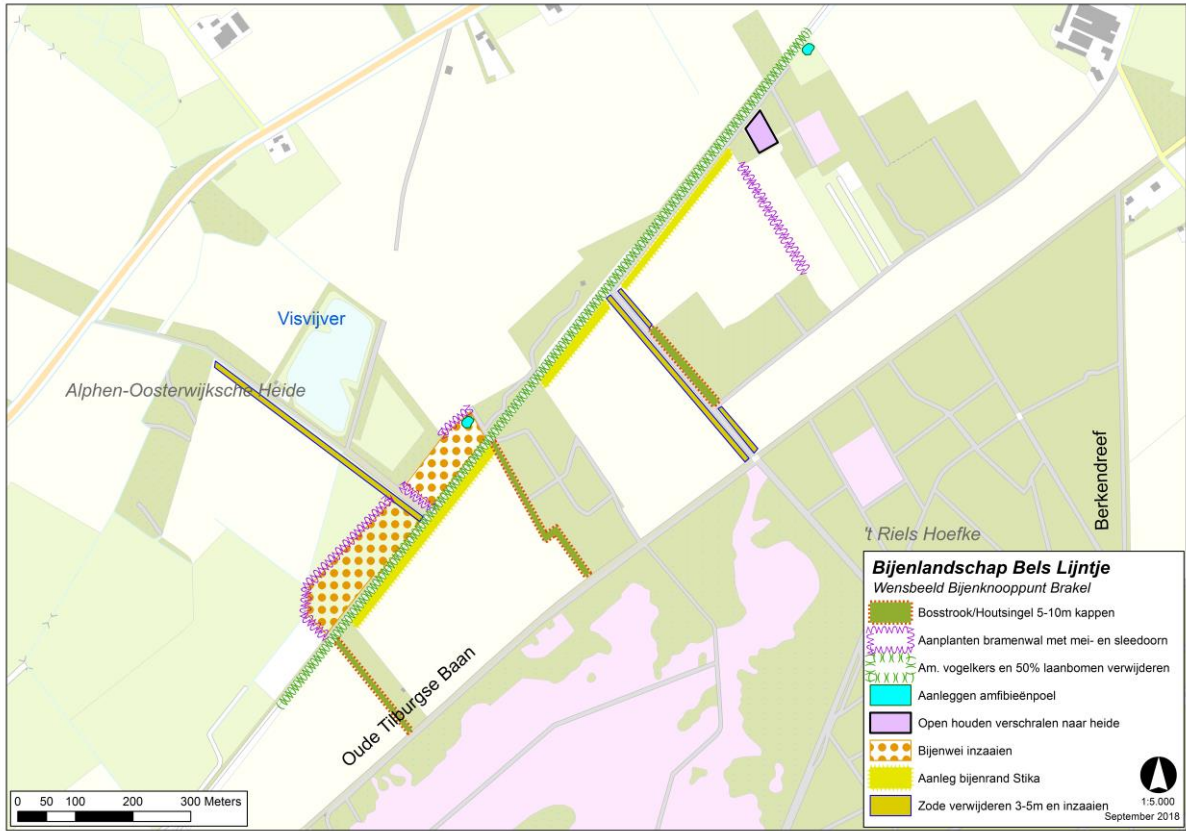 Visvijver
Alphen-Oosterwijksche Heide
Oude Tilburgse Baan
't Riels Hoefke
Berkendreef
Bijenlandschap Bels Lijntje
Wensbeeld Bijenknooppunt Brakel
Bosstrook/Houtsingel 5-10m kappen
Aanplanten bramenwal met mei- en sleedoorn
Am. vogelkers en 50% laanbomen verwijderen
Aanleggen amfibieënpoel
Open houden verschralen naar heide
Bijenwei inzaaien
Aanleg bijenrand Stika
Zode verwijderen 3-5m en inzaaien
1:5.000
September 2018
0 50 100 200 300 Meters